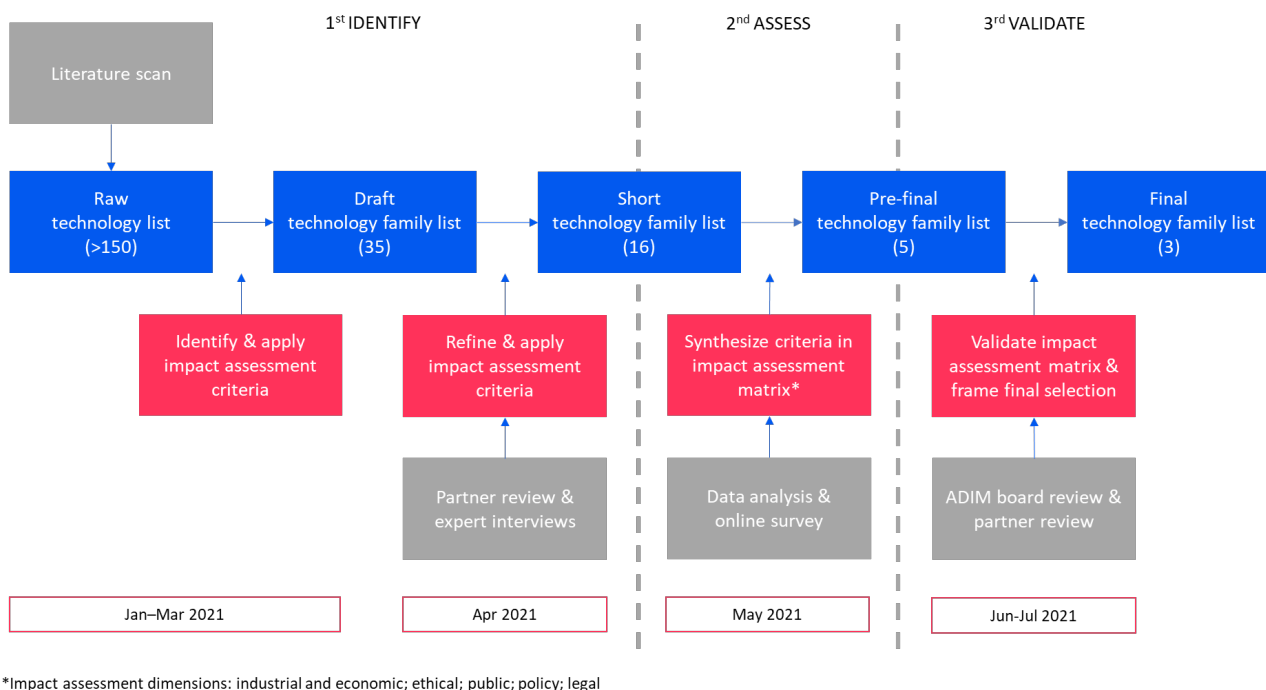 1st IDENTIFY
2nd ASSESS
3rd VALIDATE
Literature scan
Raw
technology list
(>150)
Draft
technology family list
(35)
Short
technology family list
(16)
Pre-final
technology family list
(5)
Final
technology family list
(3)
Identify & apply
impact assessment
criteria
Refine & apply
impact assessment
criteria
Synthesize criteria in
impact assessment
matrix*
Validate impact
assessment matrix &
frame final selection
Partner review &
expert interviews
Data analysis &
online survey
ADIM board review &
partner review
Jan–Mar 2021
Apr 2021
May 2021
Jun-Jul 2021
*Impact assessment dimensions: industrial and economic; ethical; public; policy; legal